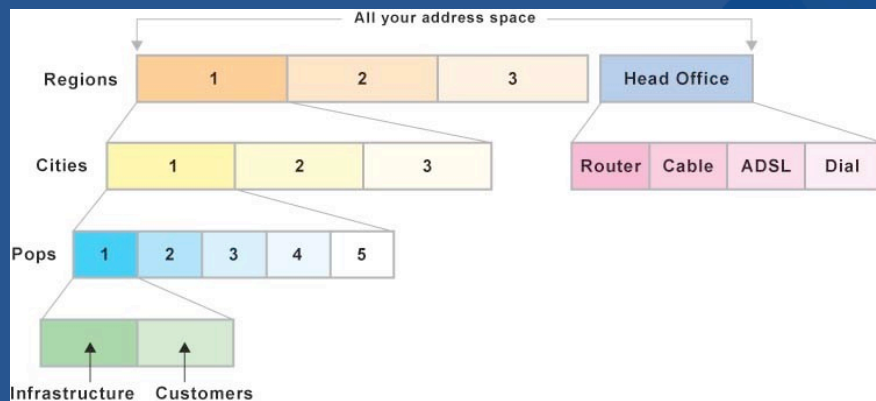 All your address space
Regions 1 2 3 Head Office
Cities 1 2 3 Router Cable ADSL Dial
Pops 1 2 3 4 5
Infrastructure Customers